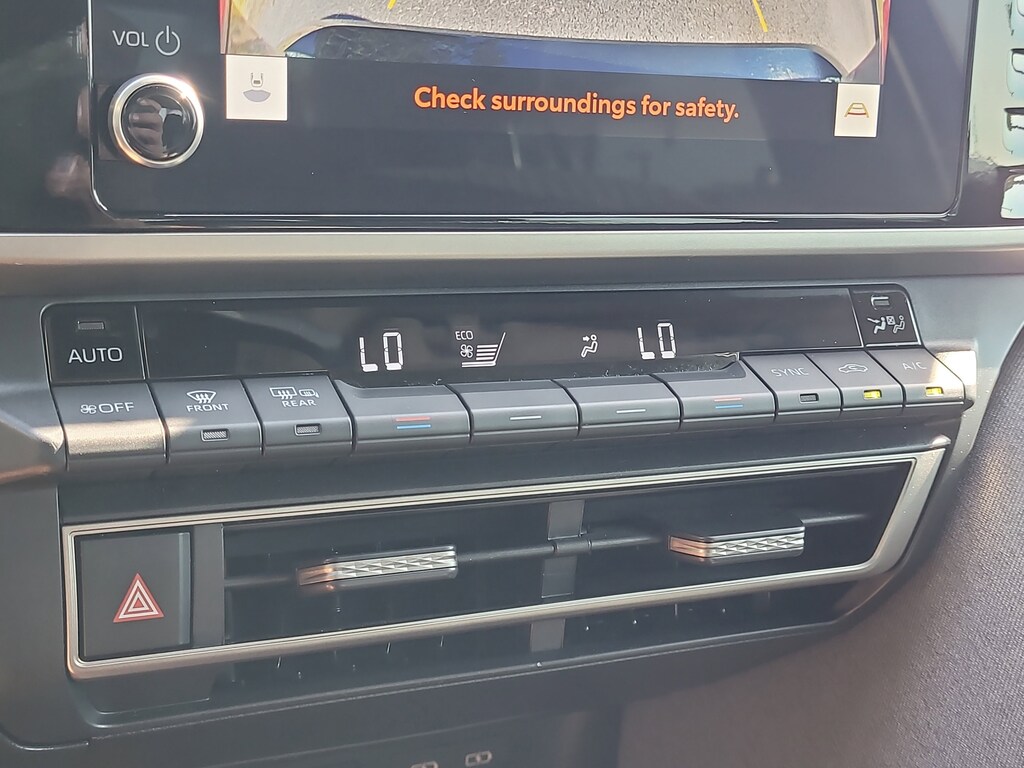 VOL
Check surroundings for safety.
AUTO
LO
ECO
LO
OFF
FRONT
REAR
SYNC
A/C